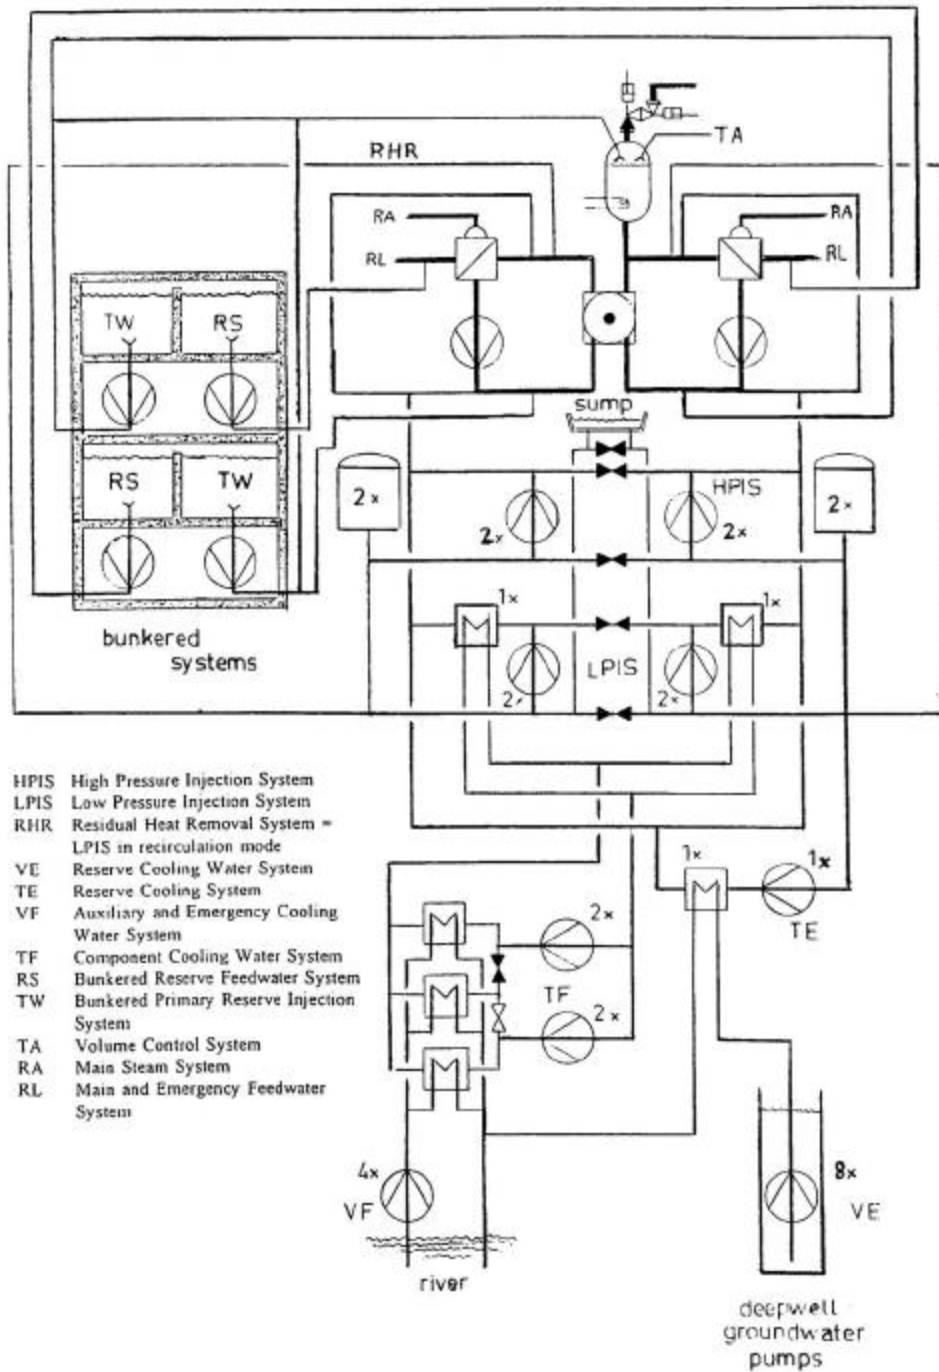 TA
RHR
RA
RA
RL
RL
TW
RS
sump
RS
TW
2x
HPIS
2x
2x
2x
1x
1x
bunkered
systems
LPIS
2x
2x
HPIS High Pressure Injection System
LPIS Low Pressure Injection System
RHR Residual Heat Removal System =
LPIS in recirculation mode
VE Reserve Cooling Water System
TE Reserve Cooling System
VF Auxiliary and Emergency Cooling
Water System
TF Component Cooling Water System
RS Bunkered Reserve Feedwater System
TW Bunkered Primary Reserve Injection
System
TA Volume Control System
RA Main Steam System
RL Main and Emergency Feedwater
System
1x
1x
TE
2x
TF
2x
4x
VF
8x
VE
river
deepwell
groundwater
pumps